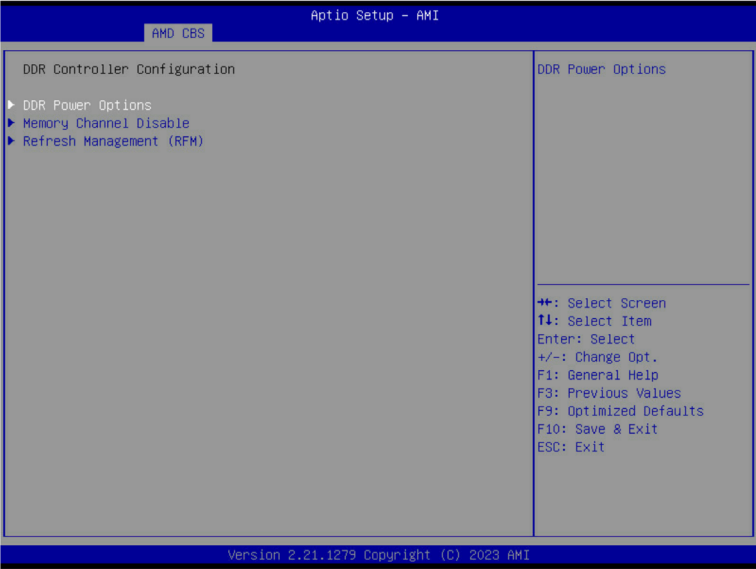 Aptio Setup – AMI
AMD CBS
DDR Controller Configuration
DDR Power Options
Memory Channel Disable
Refresh Management (RFM)
DDR Power Options
→←: Select Screen
↑↓: Select Item
Enter: Select
+/-: Change Opt.
F1: General Help
F3: Previous Values
F9: Optimized Defaults
F10: Save & Exit
ESC: Exit
Version 2.21.1279 Copyright (C) 2023 AMI